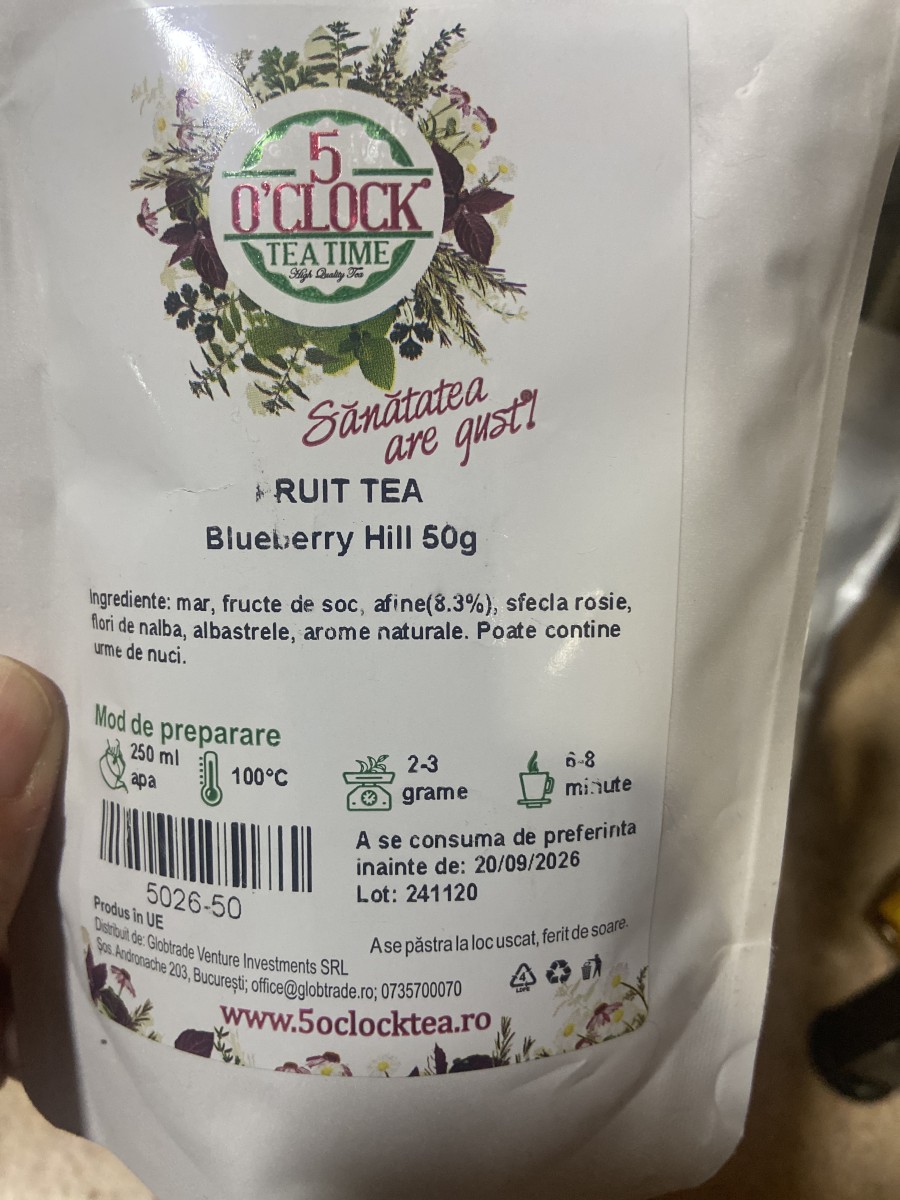 5
O'CLOCK
TEA TIME
High Quality Tea
Sănătatea
are gust!
RUIT TEA
Blueberry Hill 50g
Ingrediente: mar, fructe de soc, afine(8.3%), sfecla rosie,
flori de nalba, albastrele, arome naturale. Poate contine
urme de nuci.
Mod de preparare
250 ml
apa
100°C
2-3
grame
6-8
minute
A se consuma de preferinta
inainte de: 20/09/2026
Lot: 241120
5026-50
Produs în UE
Distribuit de: Globtrade Venture Investments SRL
Șos. Andronache 203, București; office@globtrade.ro; 0735700070
A se păstra la loc uscat, ferit de soare.
4
LDPE
www.5oclocktea.ro